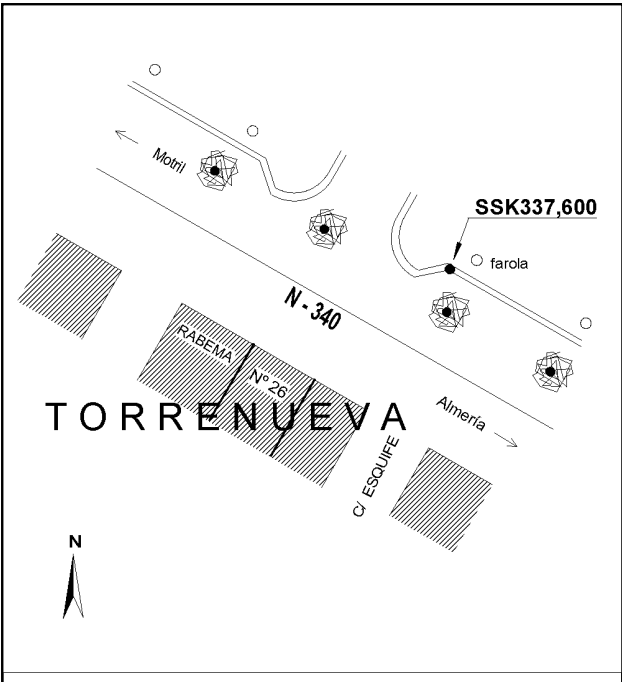 Motril
SSK337,600
farola
N - 340
RABEMA
Nº 26
TORRENUEVA
Almería
C/ ESQUIFE
N